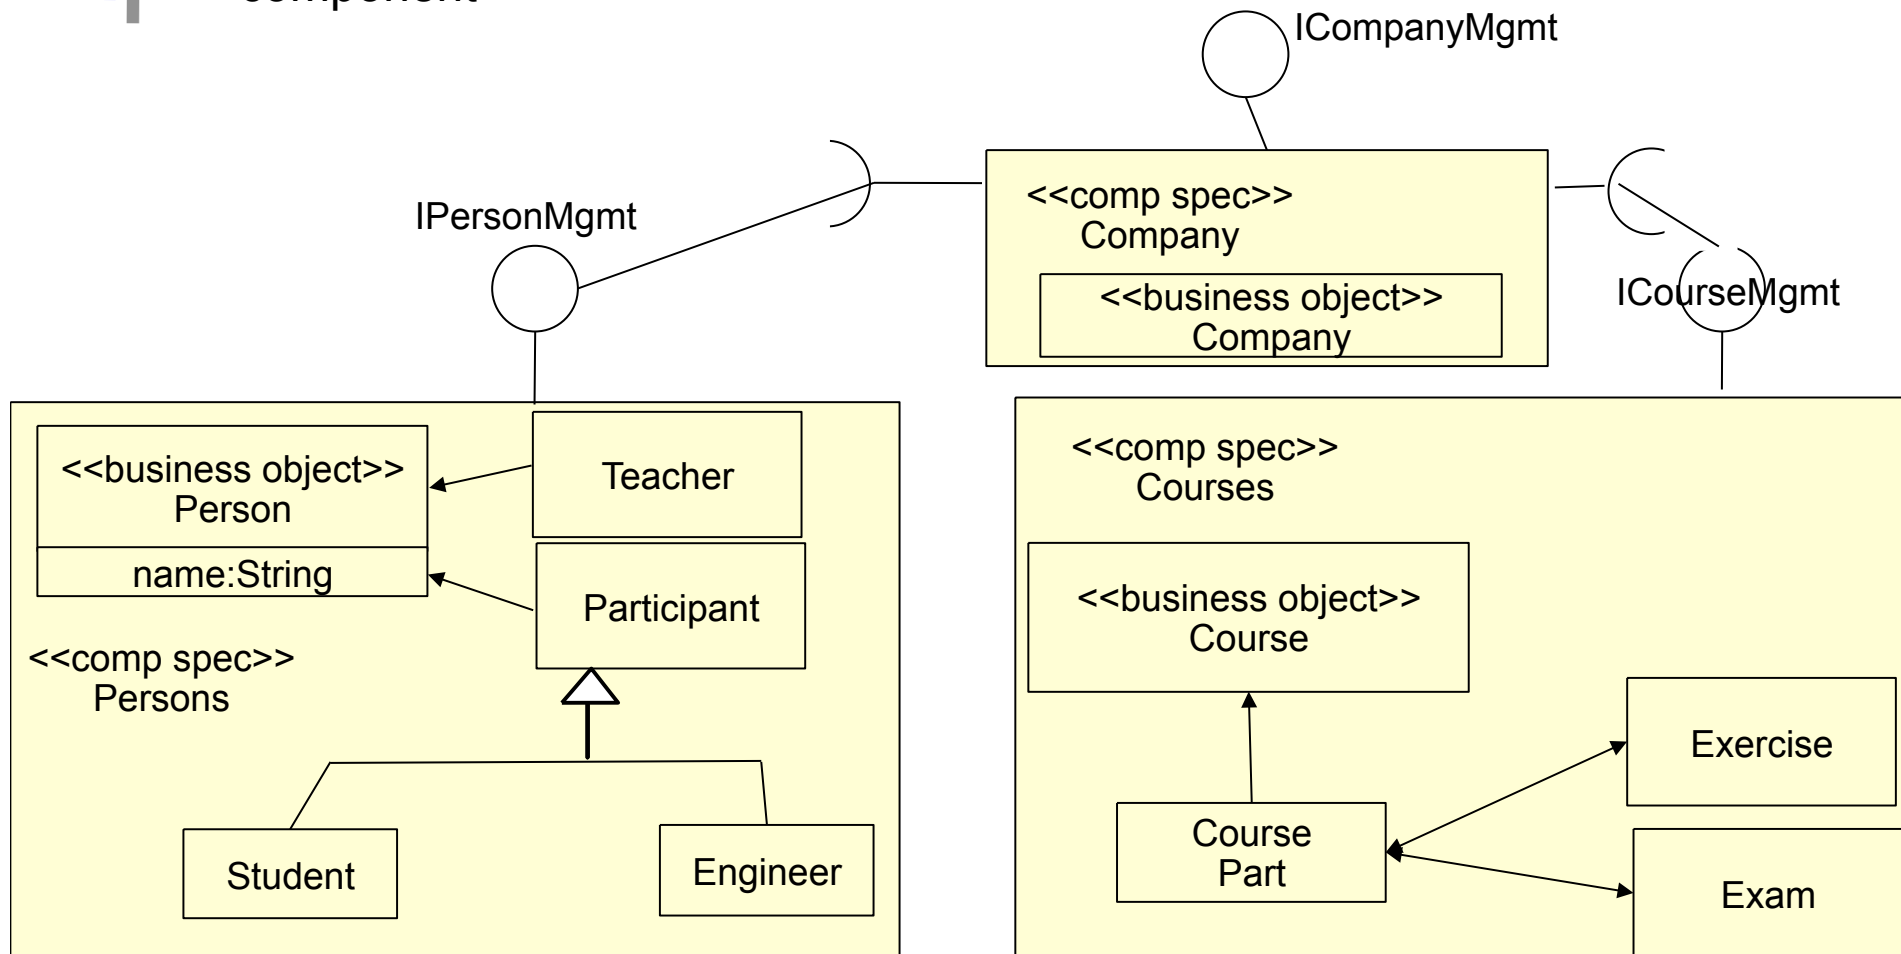 component
ICompanyMgmt
IPersonMgmt
<<comp spec>>
Company
<<business object>>
Company
ICourseMgmt
<<business object>>
Person
name:String
Teacher
Participant
<<comp spec>>
Persons
Student
Engineer
<<comp spec>>
Courses
<<business object>>
Course
Course
Part
Exercise
Exam